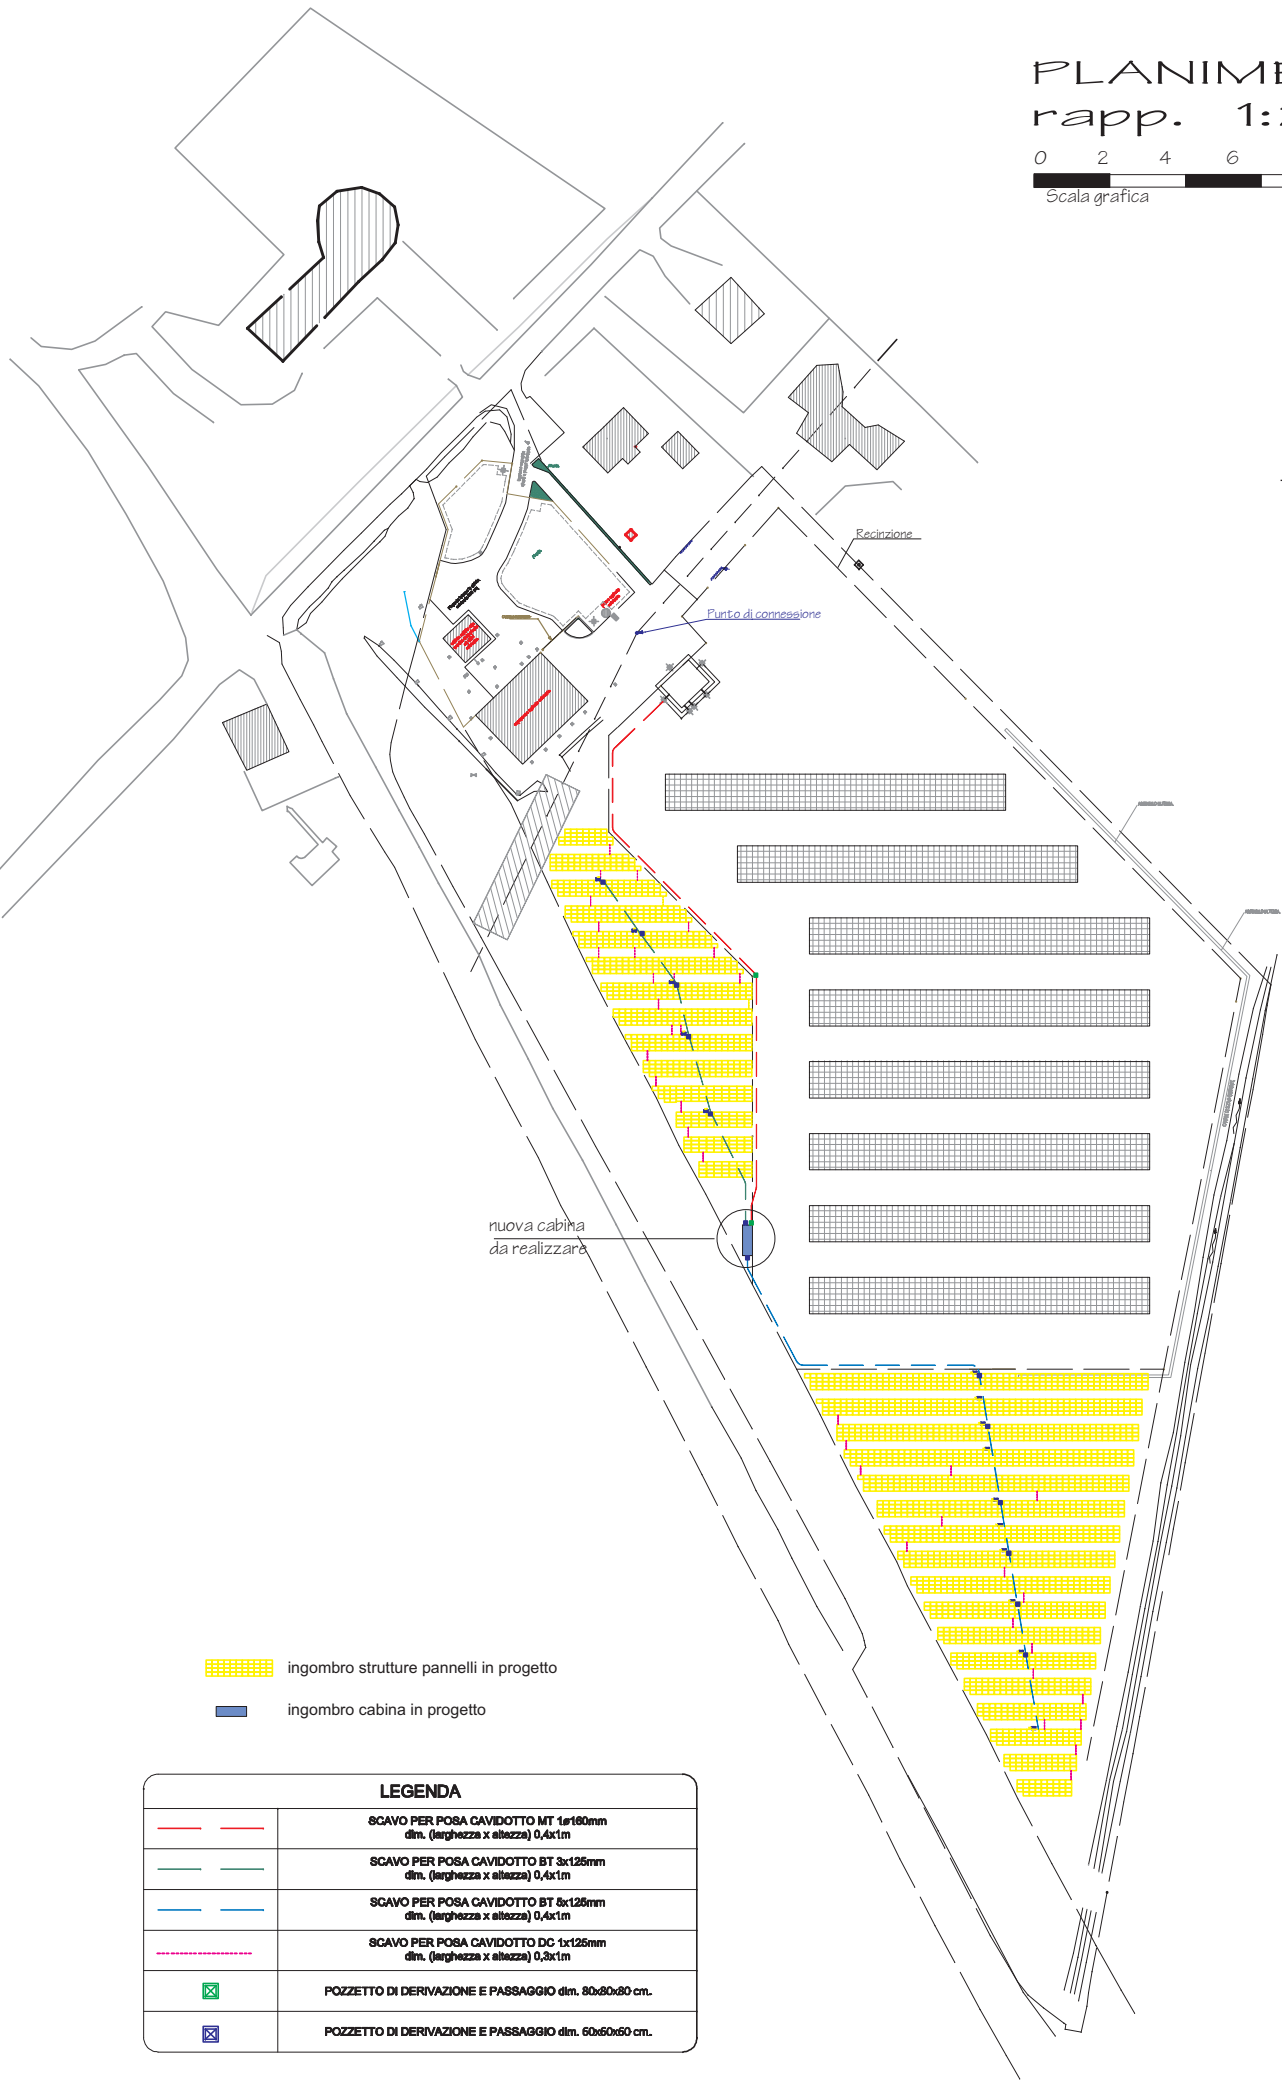 PLANIME
rapp. 1:
0 2 4 6
Scala grafica
Recinzione
Punto di connessione
nuova cabina
da realizzare
ingombro strutture pannelli in progetto
ingombro cabina in progetto
LEGENDA
SCAVO PER POSA CAVIDOTTO MT 1ø160mm
dim. (larghezza x altezza) 0,4x1m
SCAVO PER POSA CAVIDOTTO BT 3x125mm
dim. (larghezza x altezza) 0,4x1m
SCAVO PER POSA CAVIDOTTO BT 5x125mm
dim. (larghezza x altezza) 0,4x1m
SCAVO PER POSA CAVIDOTTO DC 1x125mm
dim. (larghezza x altezza) 0,3x1m
POZZETTO DI DERIVAZIONE E PASSAGGIO dim. 80x80x80 cm.
POZZETTO DI DERIVAZIONE E PASSAGGIO dim. 60x60x60 cm.